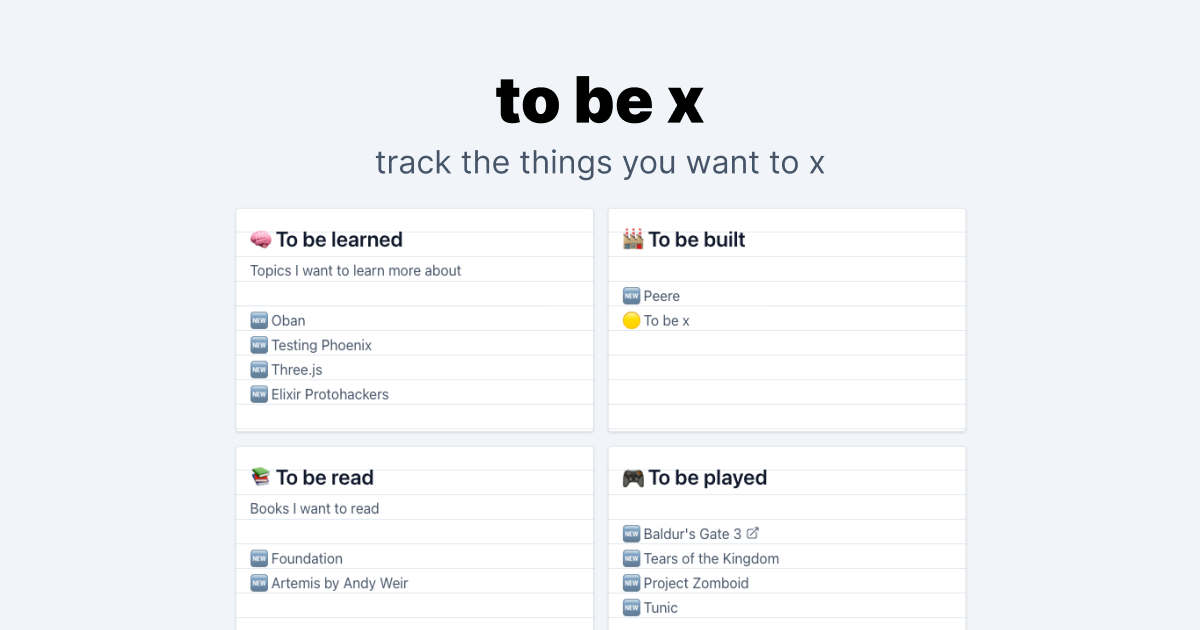 to be x
track the things you want to x
🧠 To be learned
Topics I want to learn more about
🆕 Oban
🆕 Testing Phoenix
🆕 Three.js
🆕 Elixir Protohackers
🏭 To be built
🆕 Peere
🟡 To be x
📚 To be read
Books I want to read
🆕 Foundation
🆕 Artemis by Andy Weir
🎮 To be played
🆕 Baldur's Gate 3
🆕 Tears of the Kingdom
🆕 Project Zomboid
🆕 Tunic